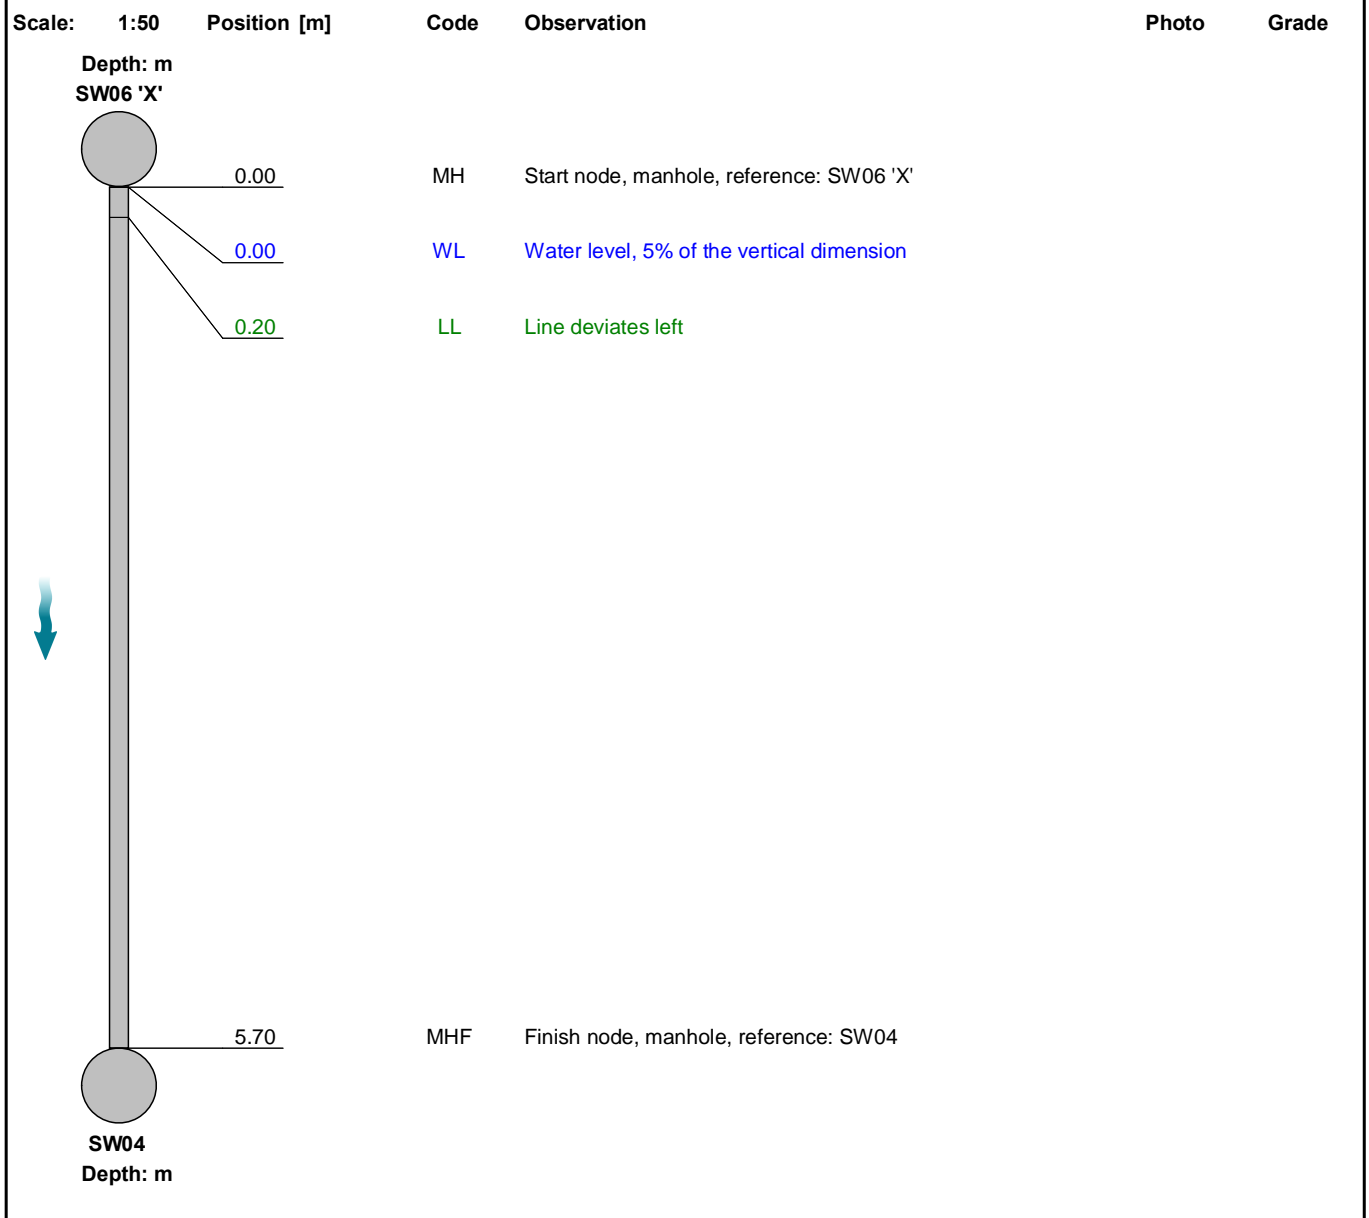 Scale: 1:50 Position [m] Code Observation Photo Grade
Depth: m
SW06 'X'
0.00 MH Start node, manhole, reference: SW06 'X'
0.00 WL Water level, 5% of the vertical dimension
0.20 LL Line deviates left
5.70 MHF Finish node, manhole, reference: SW04
SW04
Depth: m